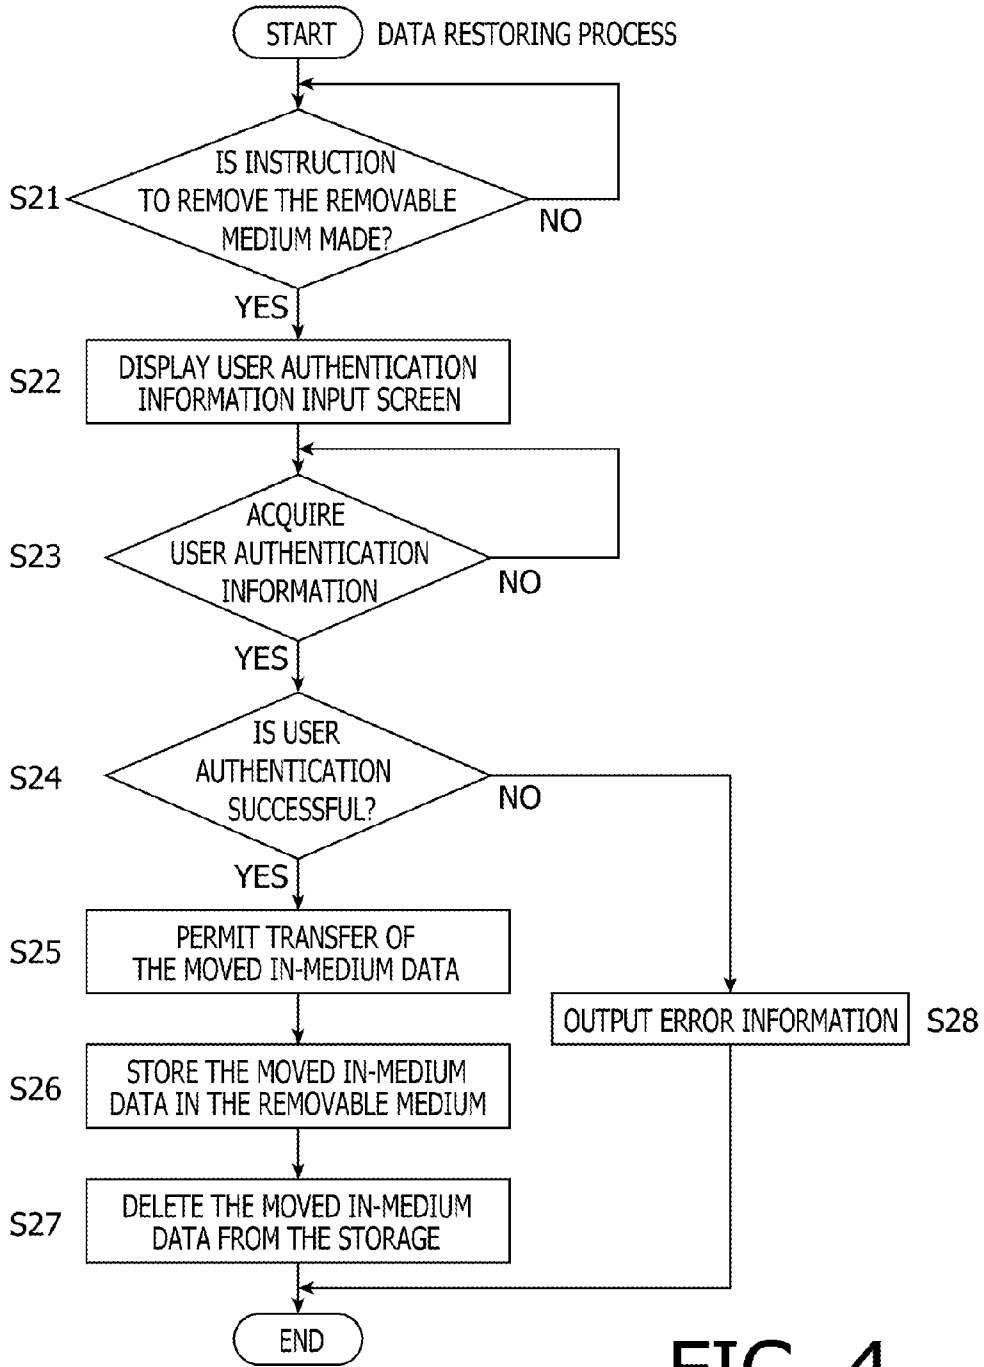 START
DATA RESTORING PROCESS
S21
IS INSTRUCTION
TO REMOVE THE REMOVABLE
MEDIUM MADE?
NO
YES
S22
DISPLAY USER AUTHENTICATION
INFORMATION INPUT SCREEN
S23
ACQUIRE
USER AUTHENTICATION
INFORMATION
NO
YES
S24
IS USER
AUTHENTICATION
SUCCESSFUL?
NO
YES
S25
PERMIT TRANSFER OF
THE MOVED IN-MEDIUM DATA
OUTPUT ERROR INFORMATION
S28
S26
STORE THE MOVED IN-MEDIUM
DATA IN THE REMOVABLE MEDIUM
S27
DELETE THE MOVED IN-MEDIUM
DATA FROM THE STORAGE
END
FIG. 4